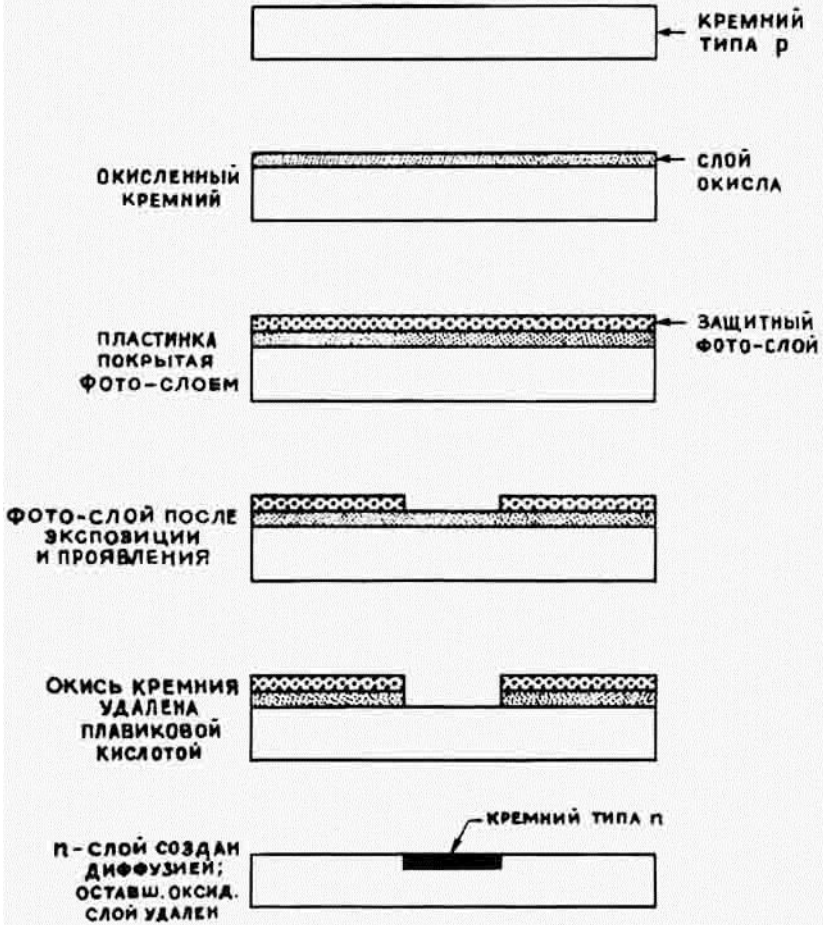 КРЕМНИЙ
ТИПА p
ОКИСЛЕННЫЙ
КРЕМНИЙ
СЛОЙ
ОКИСЛА
ПЛАСТИНКА
ПОКРЫТАЯ
ФОТО-СЛОЕМ
ЗАЩИТНЫЙ
ФОТО-СЛОЙ
ФОТО-СЛОЙ ПОСЛЕ
ЭКСПОЗИЦИИ
И ПРОЯВЛЕНИЯ
ОКИСЬ КРЕМНИЯ
УДАЛЕНА
ПЛАВИКОВОЙ
КИСЛОТОЙ
КРЕМНИЙ ТИПА n
n-СЛОЙ СОЗДАН
ДИФФУЗИЕЙ;
ОСТАВШ. ОКСИД.
СЛОЙ УДАЛЕН